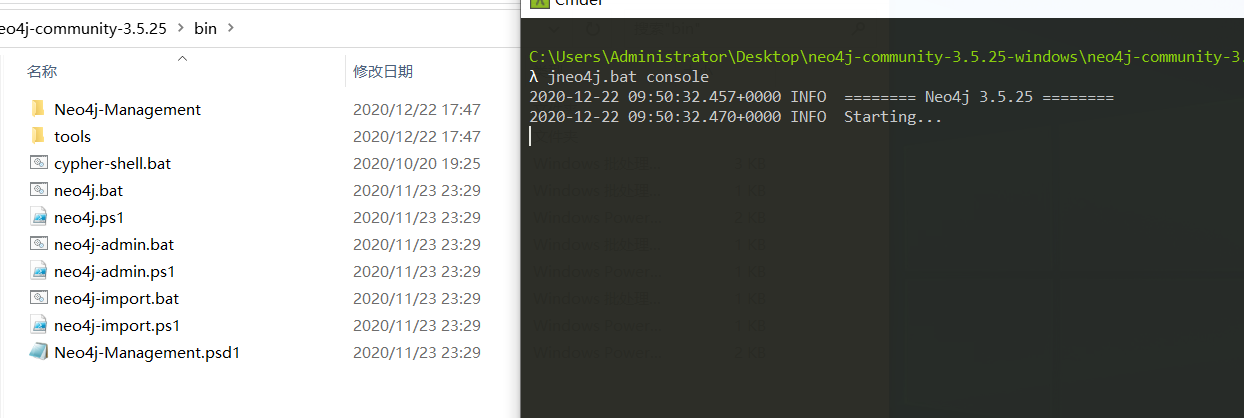 eo4j-community-3.5.25 > bin >
名称 修改日期
Neo4j-Management 2020/12/22 17:47
tools 2020/12/22 17:47
cypher-shell.bat 2020/10/20 19:25
neo4j.bat 2020/11/23 23:29
neo4j.ps1 2020/11/23 23:29
neo4j-admin.bat 2020/11/23 23:29
neo4j-admin.ps1 2020/11/23 23:29
neo4j-import.bat 2020/11/23 23:29
neo4j-import.ps1 2020/11/23 23:29
Neo4j-Management.psd1 2020/11/23 23:29
Cmder
C:\Users\Administrator\Desktop\neo4j-community-3.5.25-windows\neo4j-community-3.
λ jneo4j.bat console
2020-12-22 09:50:32.457+0000 INFO ======== Neo4j 3.5.25 ========
2020-12-22 09:50:32.470+0000 INFO Starting...